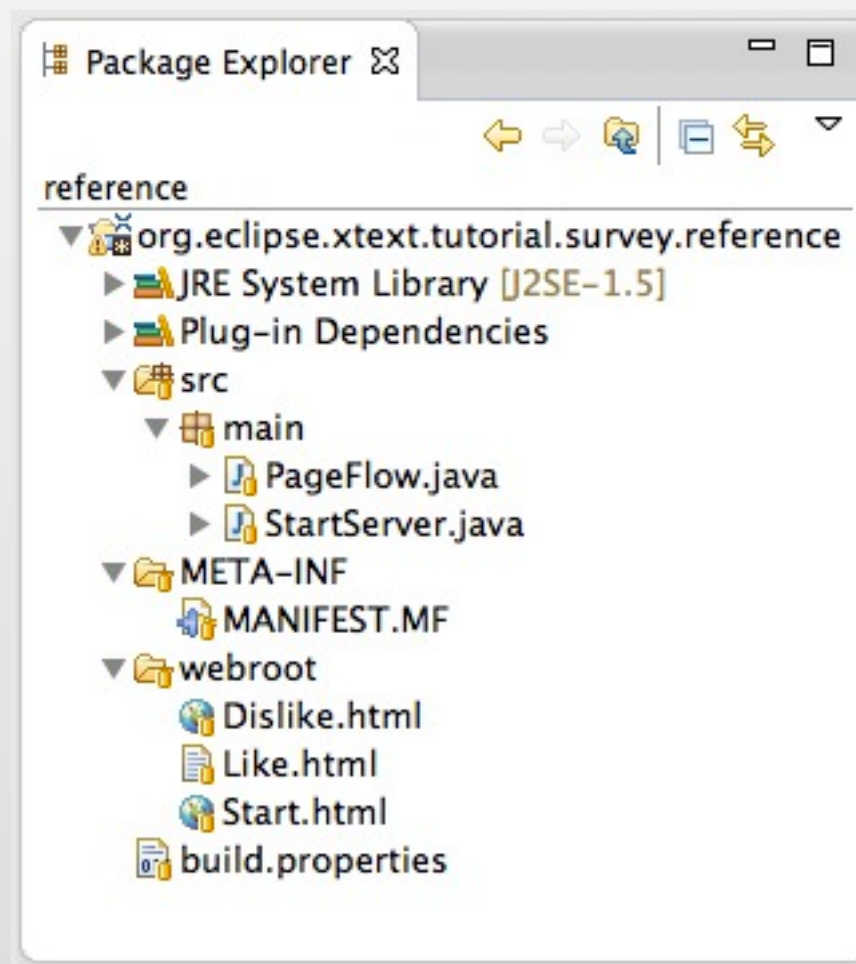 Package Explorer
reference
org.eclipse.xtext.tutorial.survey.reference
JRE System Library [J2SE-1.5]
Plug-in Dependencies
src
main
PageFlow.java
StartServer.java
META-INF
MANIFEST.MF
webroot
Dislike.html
Like.html
Start.html
build.properties